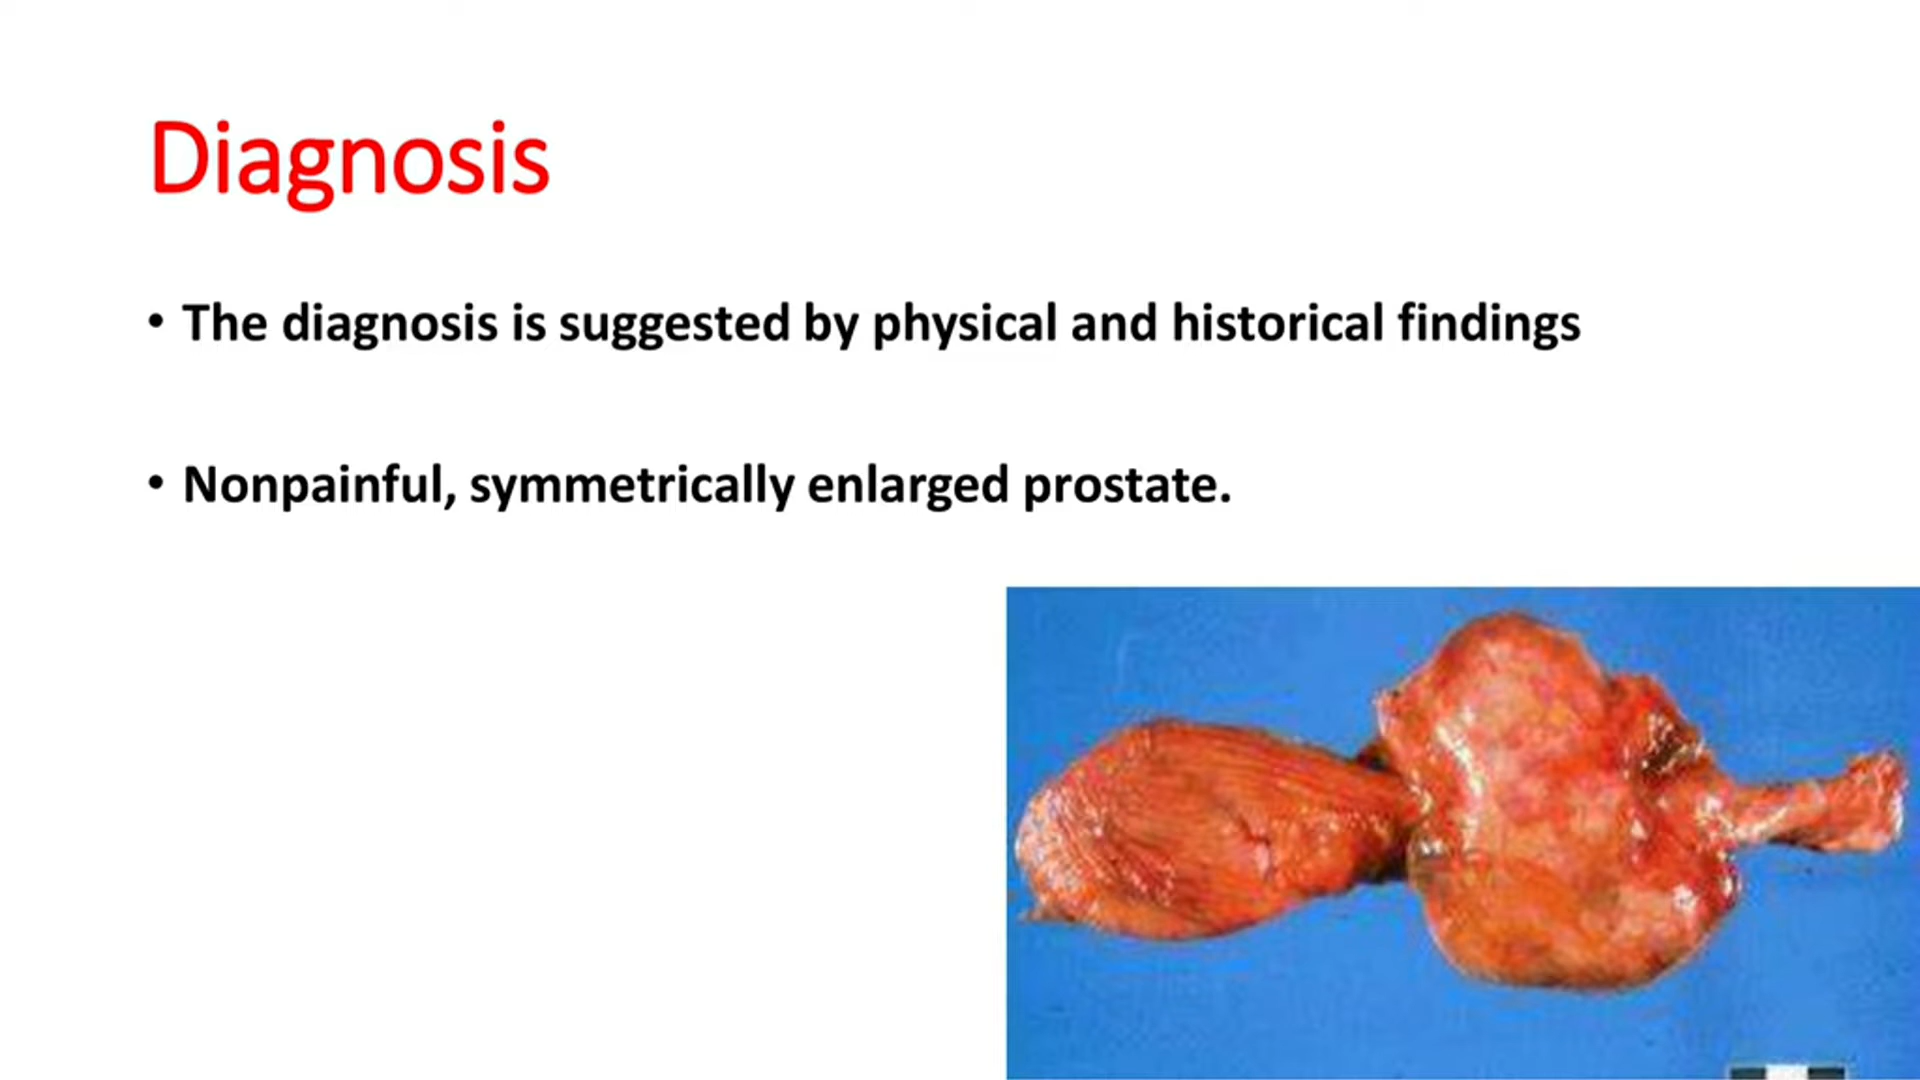 Diagnosis
• The diagnosis is suggested by physical and historical findings
• Nonpainful, symmetrically enlarged prostate.